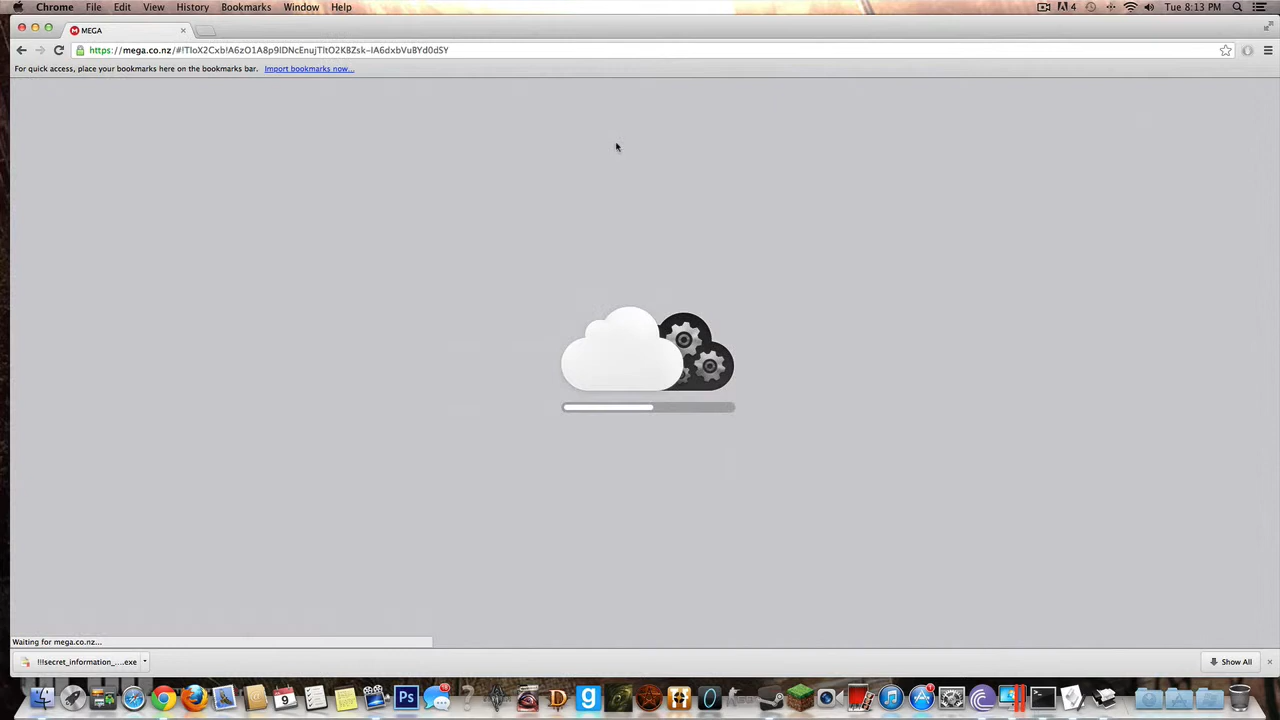 Chrome File Edit View History Bookmarks Window Help 4 Tue 8:13 PM
MEGA
https://mega.co.nz/#!TIoX2Cxb!A6zO1A8p9IDNcEnujTItO2KBZsk-IA6dxbVuBYd0dSY
For quick access, place your bookmarks here on the bookmarks bar. Import bookmarks now...
Waiting for mega.co.nz...
!!!secret_information_....exe Show All